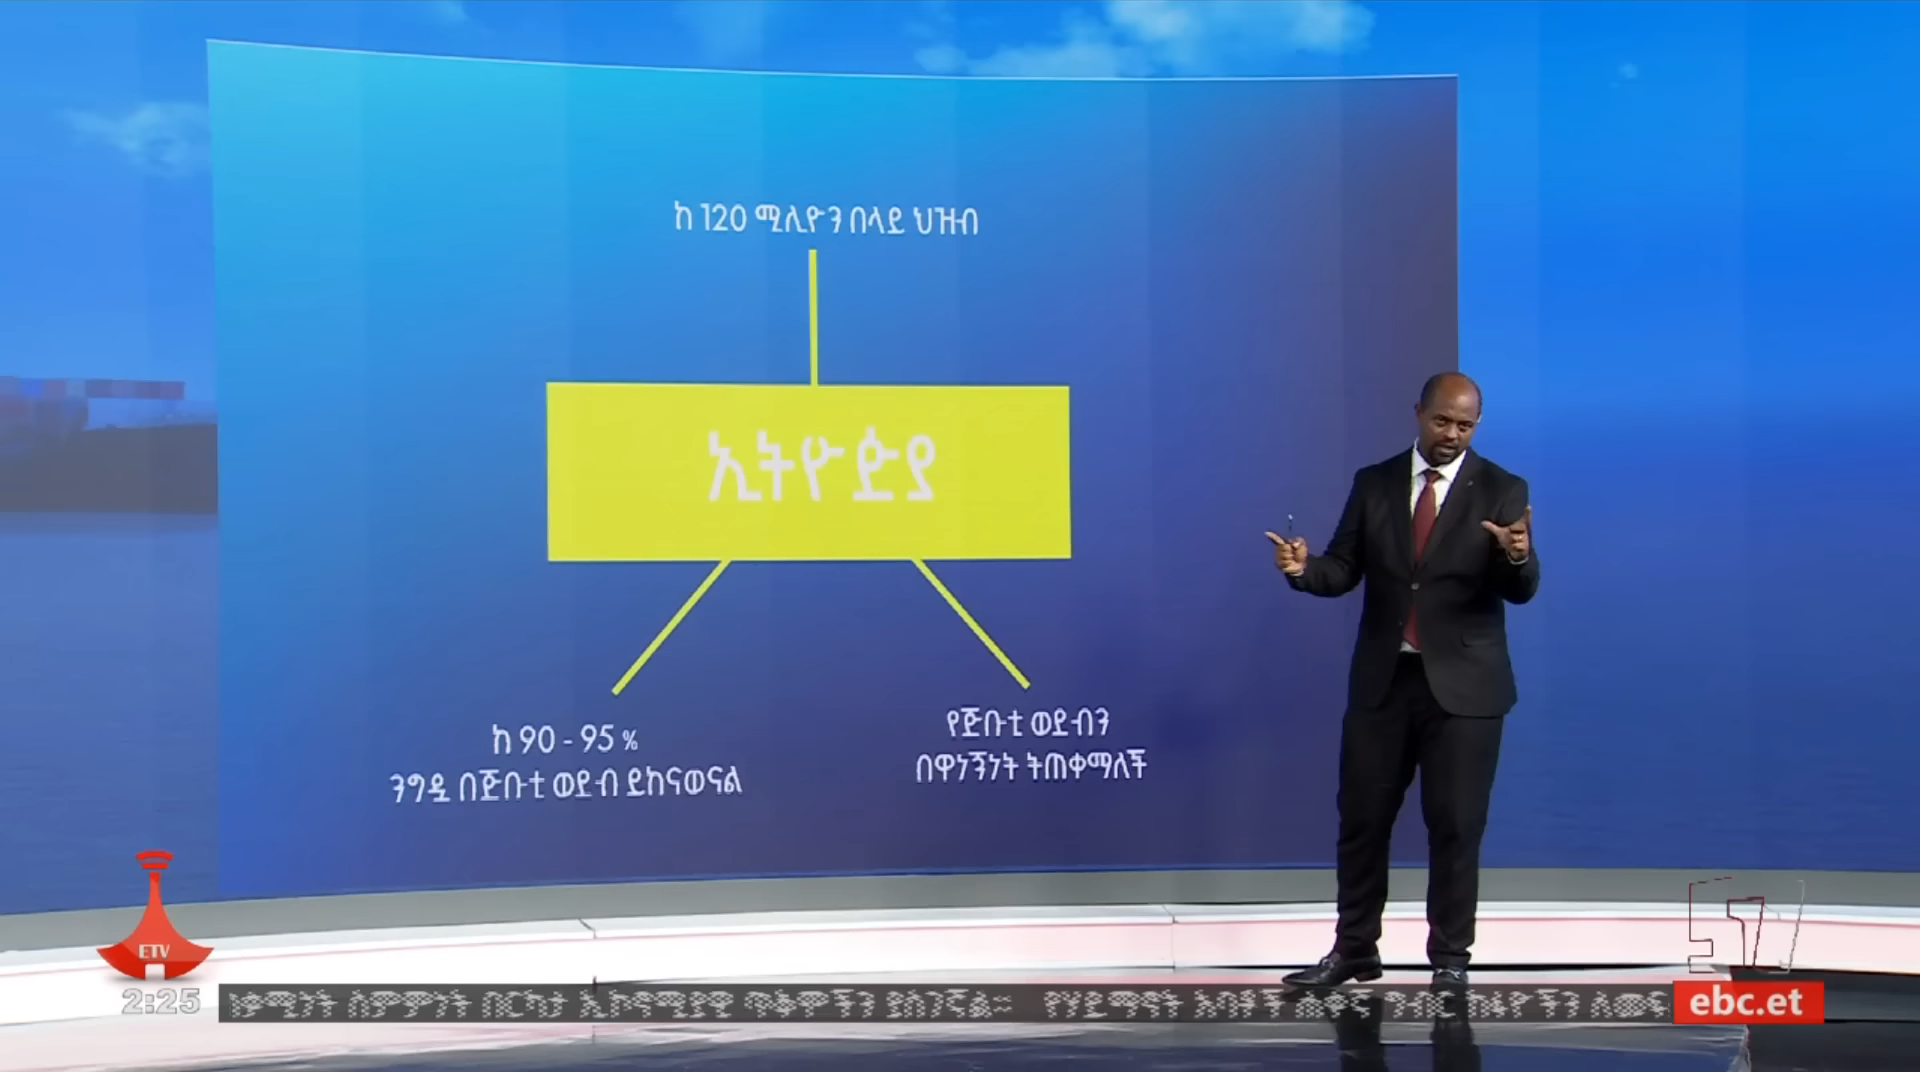 ከ 120 ሚሊዮን በላይ ህዝብ
ኢትዮጵያ
ከ 90 - 95 %
ንግዷ በጅቡቲ ወደብ ይከናወናል
የጅቡቲ ወደብን
በዋነኝነት ትጠቀማለች
ETV
2:25
ebc.et